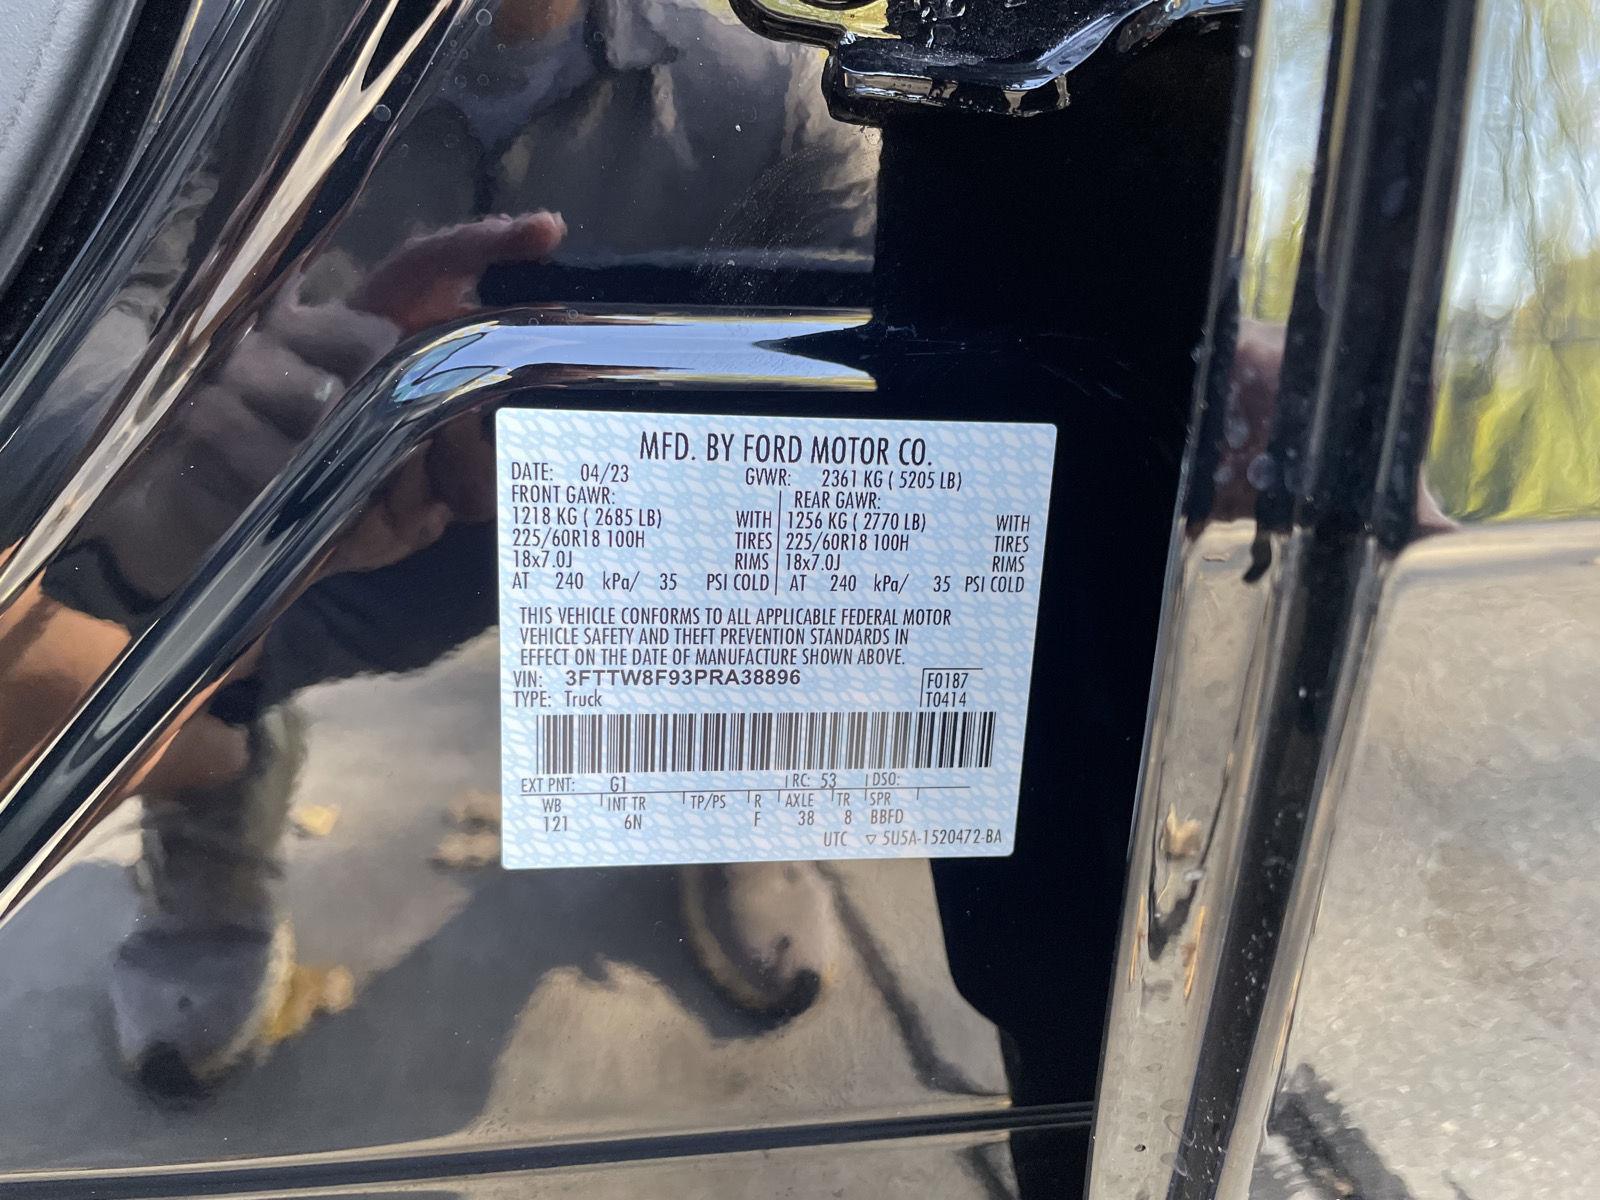 MFD. BY FORD MOTOR CO.
DATE: 04/23 GVWR: 2361 KG ( 5205 LB)
FRONT GAWR: REAR GAWR:
1218 KG ( 2685 LB) WITH 1256 KG ( 2770 LB) WITH
225/60R18 100H TIRES 225/60R18 100H TIRES
18x7.0J RIMS 18x7.0J RIMS
AT 240 kPa/ 35 PSI COLD AT 240 kPa/ 35 PSI COLD
THIS VEHICLE CONFORMS TO ALL APPLICABLE FEDERAL MOTOR
VEHICLE SAFETY AND THEFT PREVENTION STANDARDS IN
EFFECT ON THE DATE OF MANUFACTURE SHOWN ABOVE.
VIN: 3FTTW8F93PRA38896 F0187
TYPE: Truck T0414
EXT PNT: G1 RC: 53 DSO:
WB INT TR TP/PS R AXLE TR SPR
121 6N F 38 8 BBFD
UTC ▽ 5U5A-1520472-BA